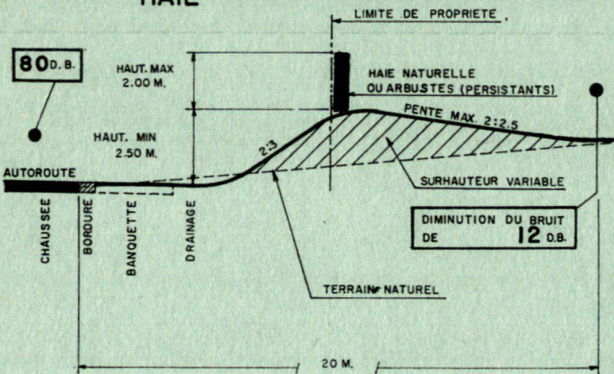 HAIE
LIMITE DE PROPRIETE
80 D.B.
HAUT. MAX
2.00 M.
HAIE NATURELLE
OU ARBUSTES (PERSISTANTS)
PENTE MAX. 2:2.5
HAUT. MIN
2.50 M.
2:3
AUTOROUTE
SURHAUTEUR VARIABLE
CHAUSSEE
BORDURE
BANQUETTE
DRAINAGE
DIMINUTION DU BRUIT
DE 12 D.B.
TERRAIN NATUREL
20 M.